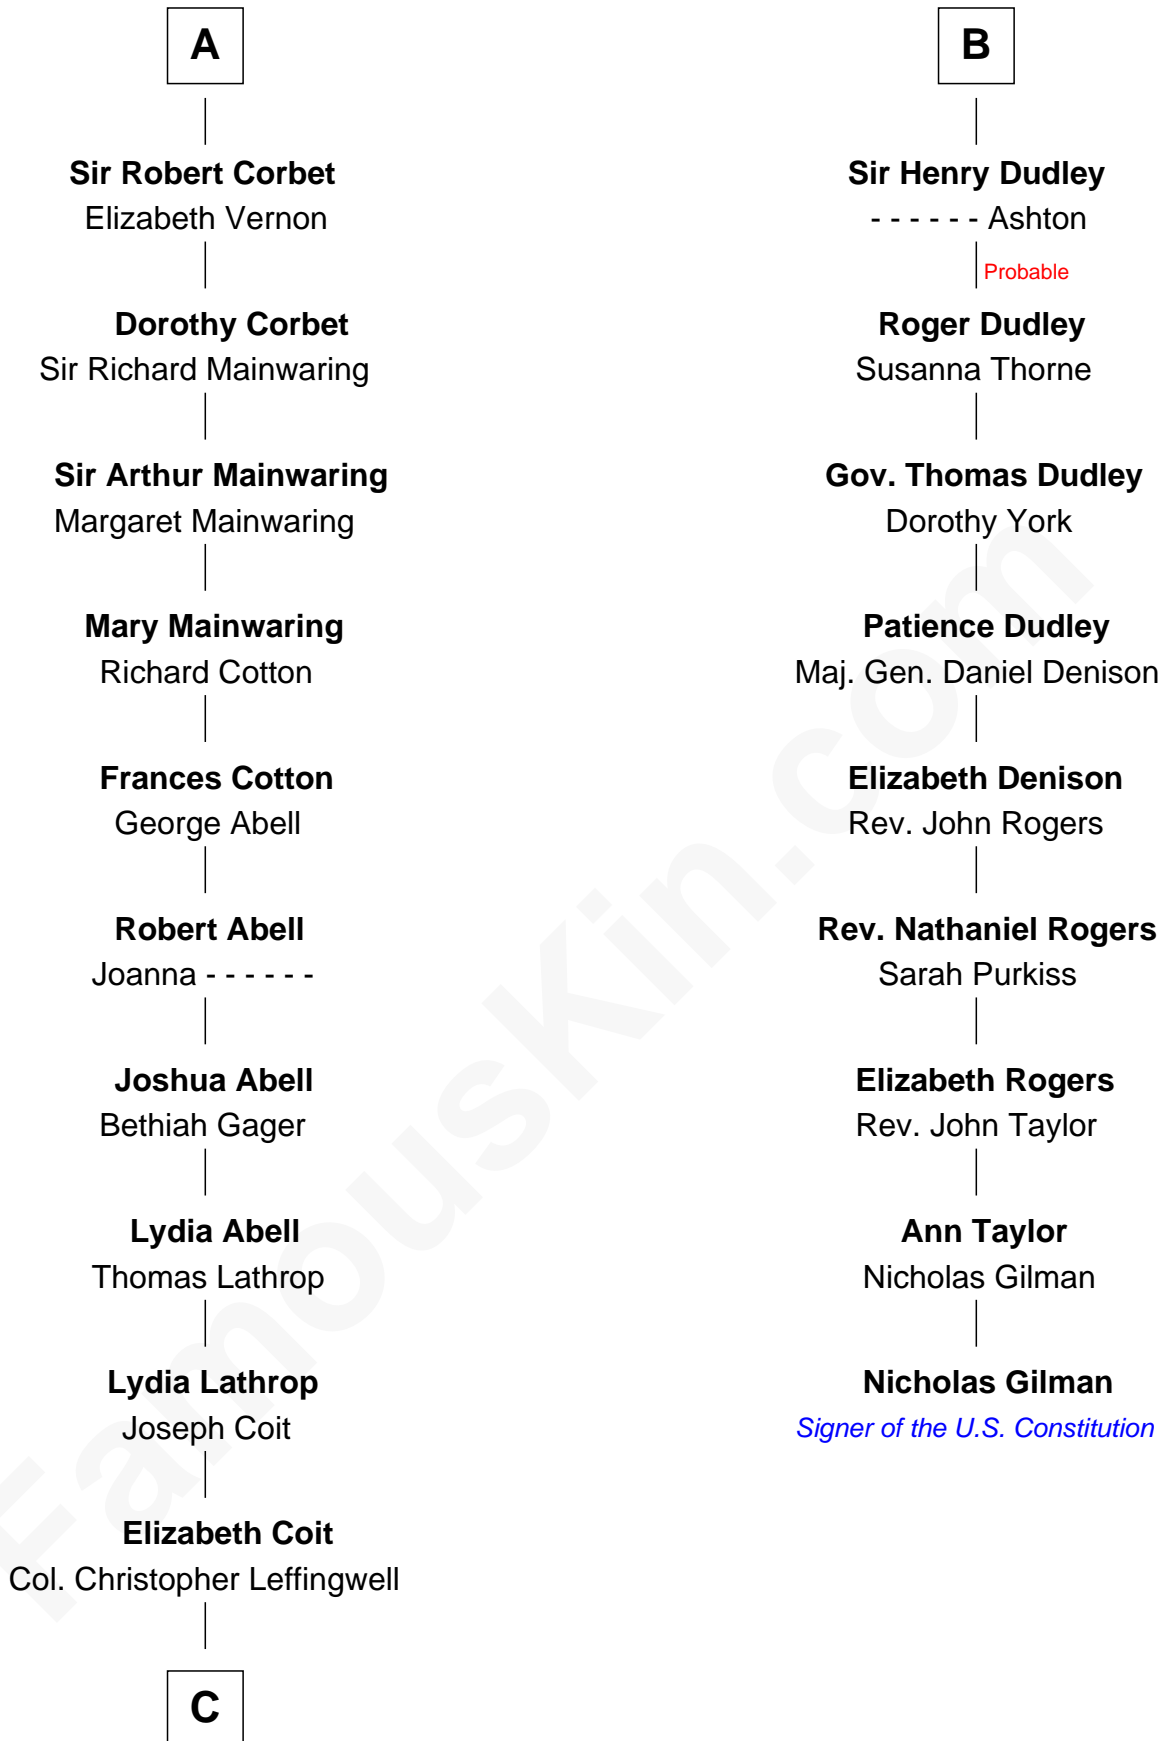 A
Sir Robert Corbet
Elizabeth Vernon
Dorothy Corbet
Sir Richard Mainwaring
Sir Arthur Mainwaring
Margaret Mainwaring
Mary Mainwaring
Richard Cotton
Frances Cotton
George Abell
Robert Abell
Joanna - - - - - -
Joshua Abell
Bethiah Gager
Lydia Abell
Thomas Lathrop
Lydia Lathrop
Joseph Coit
Elizabeth Coit
Col. Christopher Leffingwell
C
B
Sir Henry Dudley
- - - - - - Ashton
Probable
Roger Dudley
Susanna Thorne
Gov. Thomas Dudley
Dorothy York
Patience Dudley
Maj. Gen. Daniel Denison
Elizabeth Denison
Rev. John Rogers
Rev. Nathaniel Rogers
Sarah Purkiss
Elizabeth Rogers
Rev. John Taylor
Ann Taylor
Nicholas Gilman
Nicholas Gilman
Signer of the U.S. Constitution
FamousKin.com